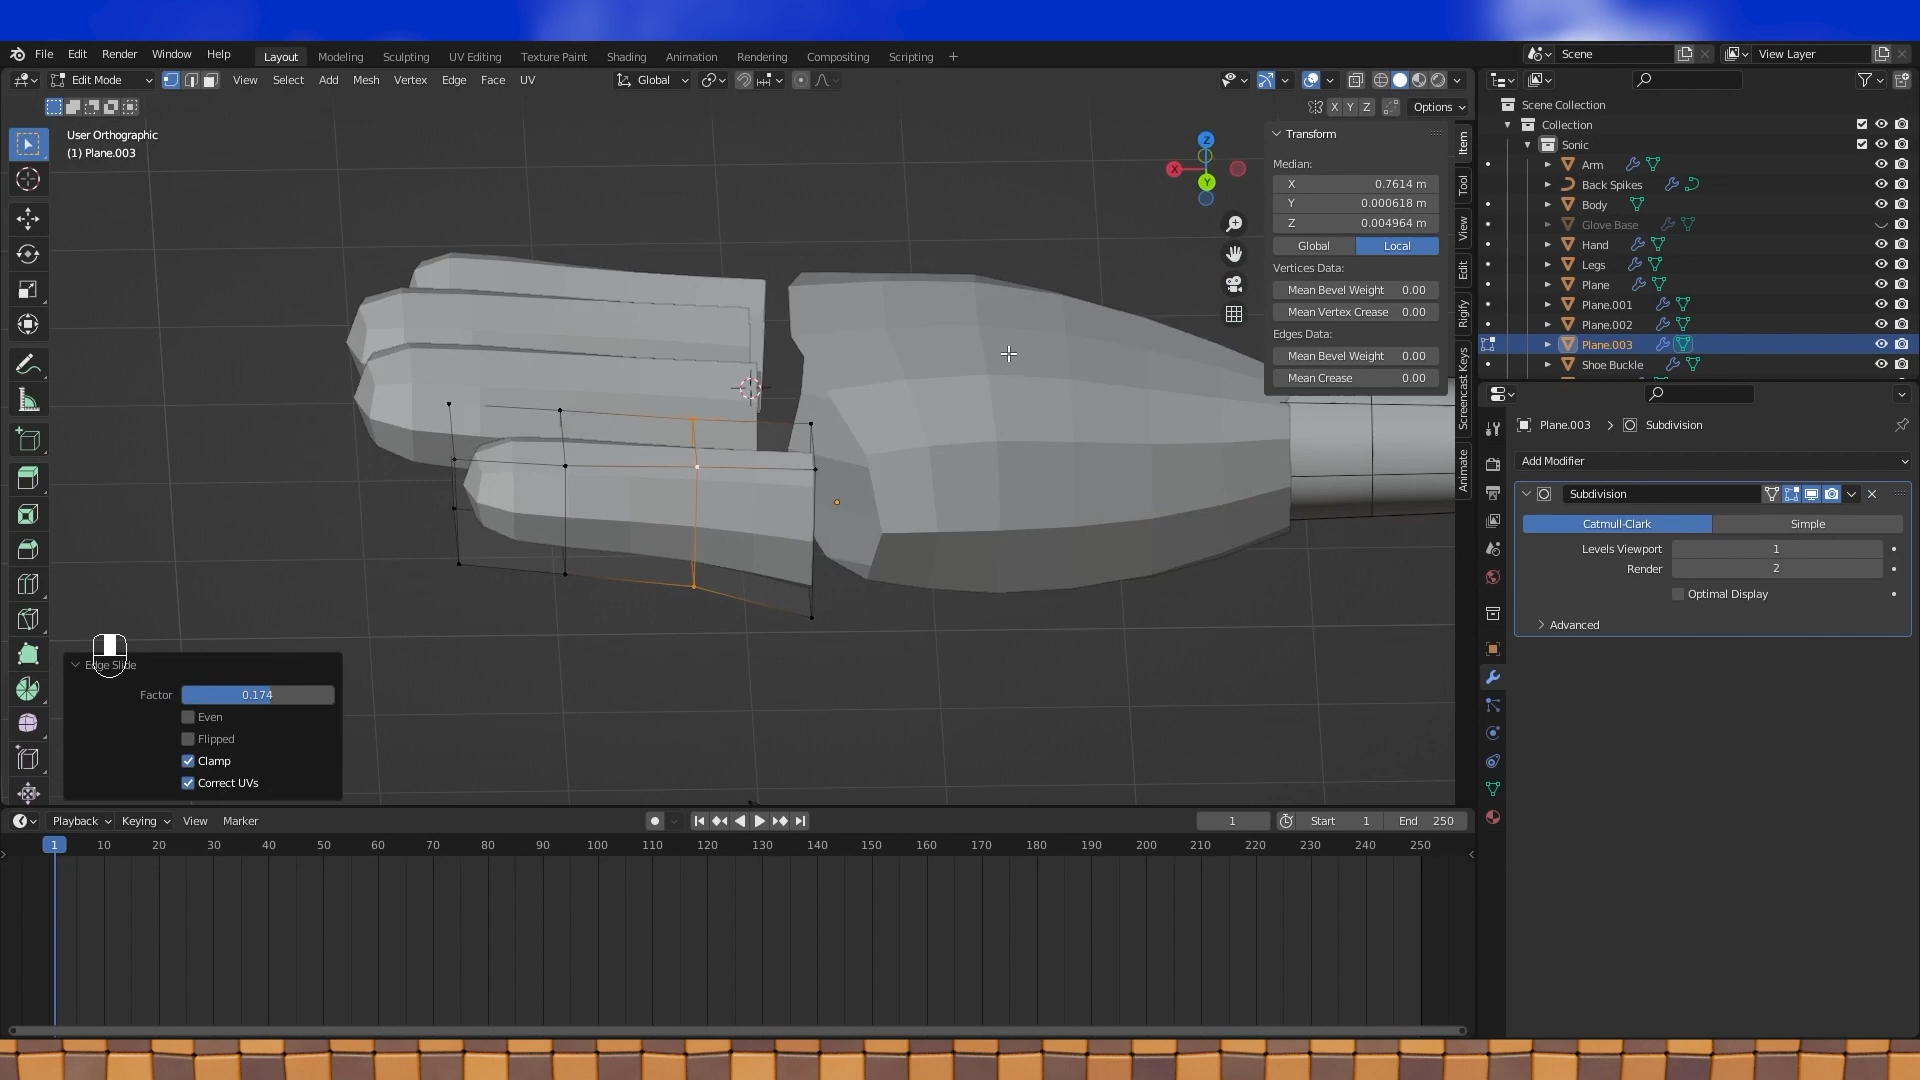 File Edit Render Window Help Layout Modeling Sculpting UV Editing Texture Paint Shading Animation Rendering Compositing Scripting + Scene View Layer
Edit Mode View Select Add Mesh Vertex Edge Face UV Global
X Y Z Options
User Orthographic
(1) Plane.003
Z
X
Y
Transform
Median:
X 0.7614 m
Y 0.000618 m
Z 0.004964 m
Global Local
Vertices Data:
Mean Bevel Weight 0.00
Mean Vertex Crease 0.00
Edges Data:
Mean Bevel Weight 0.00
Mean Crease 0.00
Item
Tool
View
Edit
Rigify
Screencast Keys
Animate
Scene Collection
Collection
Sonic
Arm
Back Spikes
Body
Glove Base
Hand
Legs
Plane
Plane.001
Plane.002
Plane.003
Shoe Buckle
Plane.003 Subdivision
Add Modifier
Subdivision
Catmull-Clark Simple
Levels Viewport 1
Render 2
Optimal Display
Advanced
Edge Slide
Factor 0.174
Even
Flipped
Clamp
Correct UVs
Playback Keying View Marker 1 Start 1 End 250
1 10 20 30 40 50 60 70 80 90 100 110 120 130 140 150 160 170 180 190 200 210 220 230 240 250